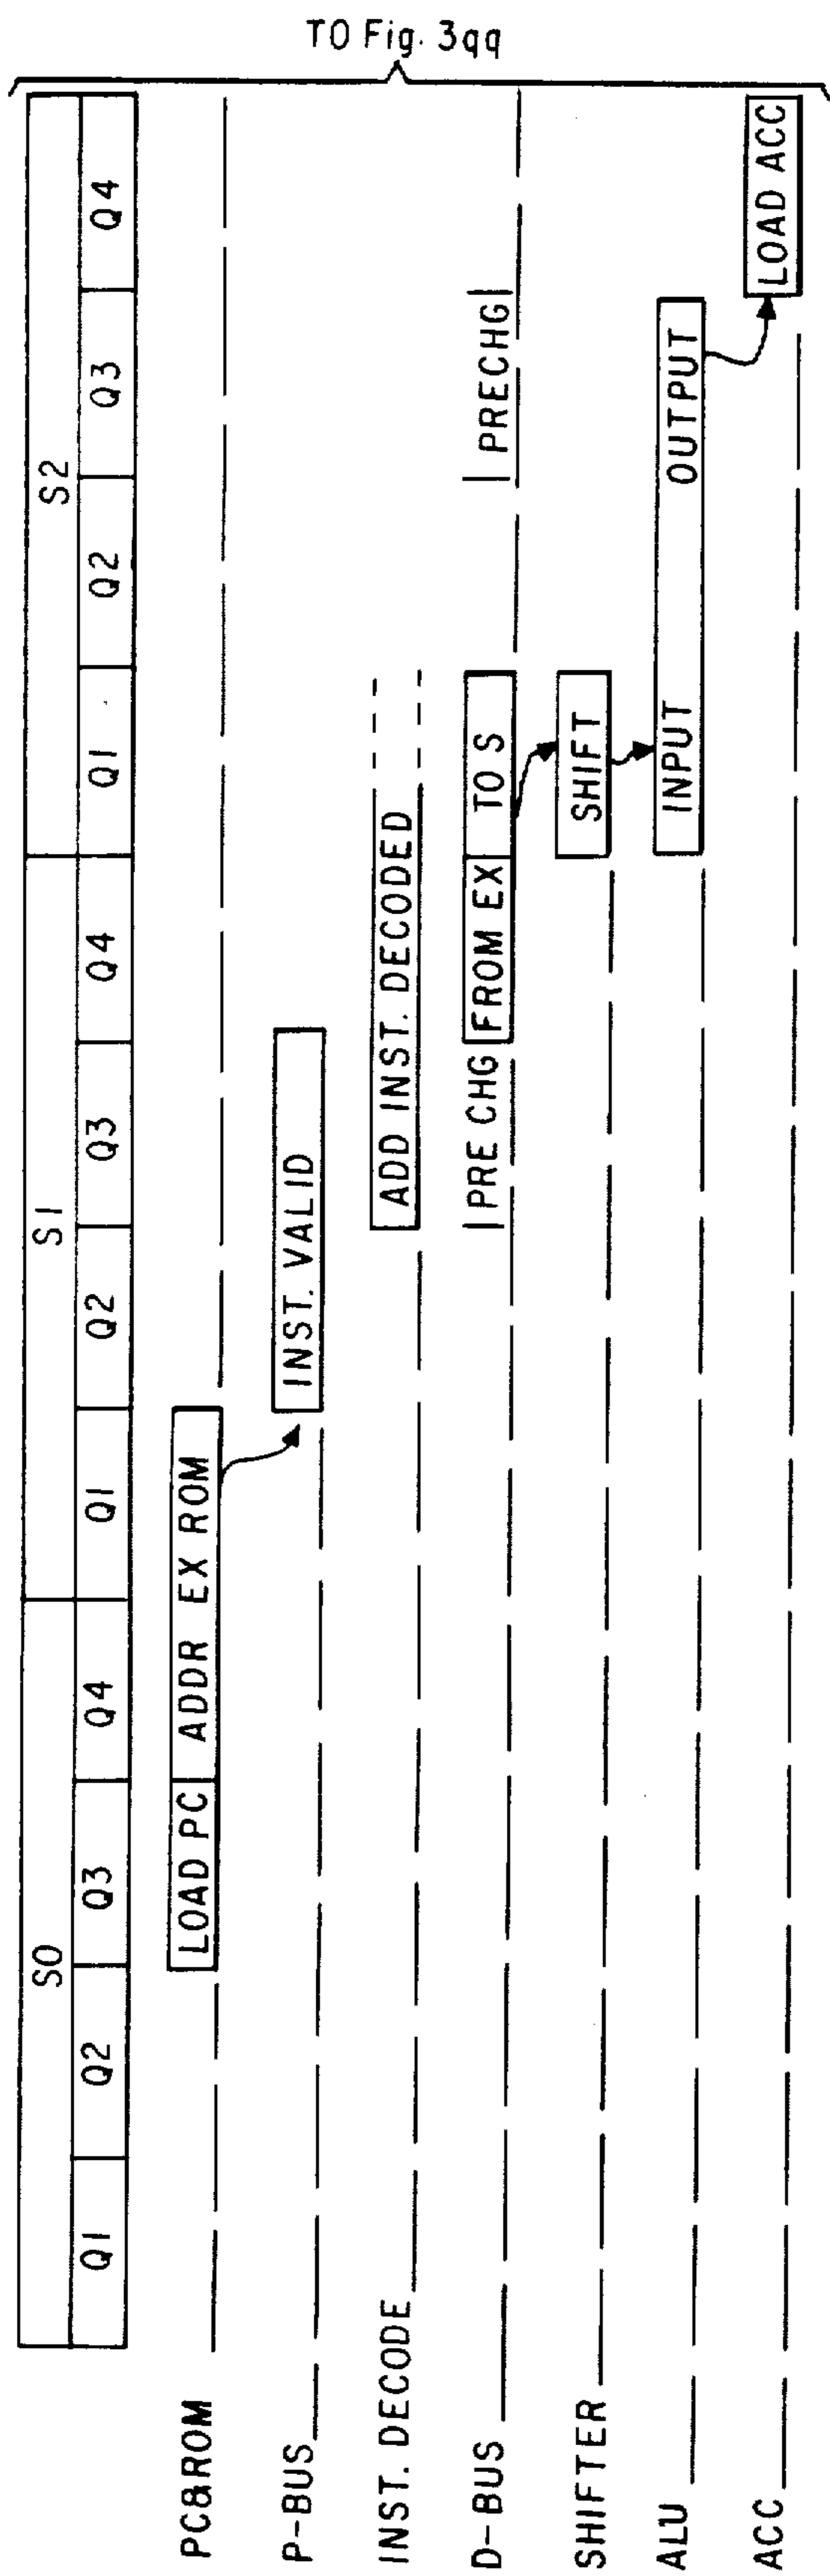 TO Fig. 3qq
S0 S1 S2
Q1 Q2 Q3 Q4 Q1 Q2 Q3 Q4 Q1 Q2 Q3 Q4
PC&ROM LOAD PC ADDR EX ROM
P-BUS INST. VALID
INST. DECODE ADD INST. DECODED
D-BUS PRE CHG FROM EX TO S PRECHG
SHIFTER SHIFT
ALU INPUT OUTPUT
ACC LOAD ACC